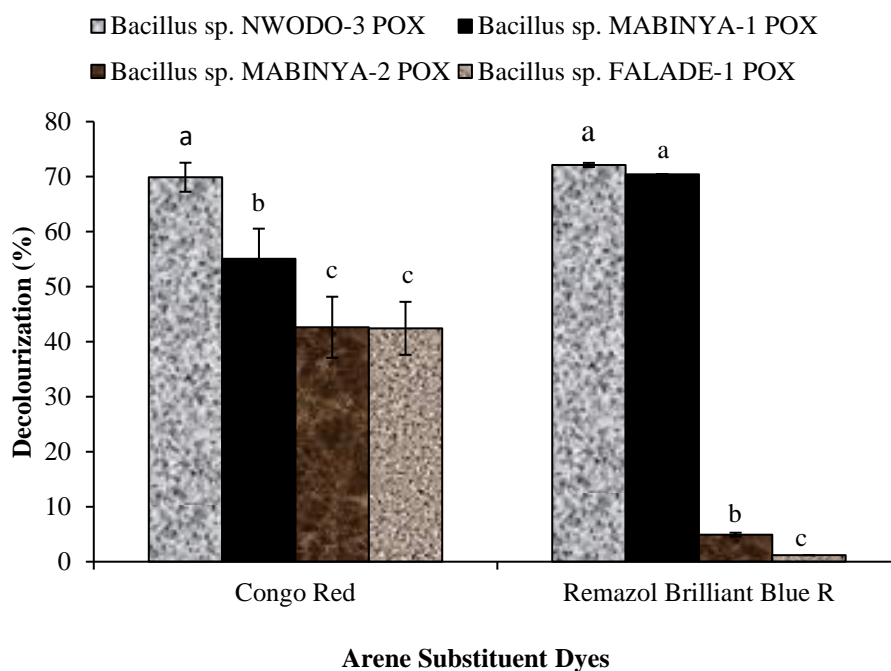 Bacillus sp. NWODO-3 POX Bacillus sp. MABINYA-1 POX
Bacillus sp. MABINYA-2 POX Bacillus sp. FALADE-1 POX
80
70
60
50
40
30
20
10
0
Decolourization (%)
a
b
c
c
a
a
b
c
Congo Red Remazol Brilliant Blue R
Arene Substituent Dyes